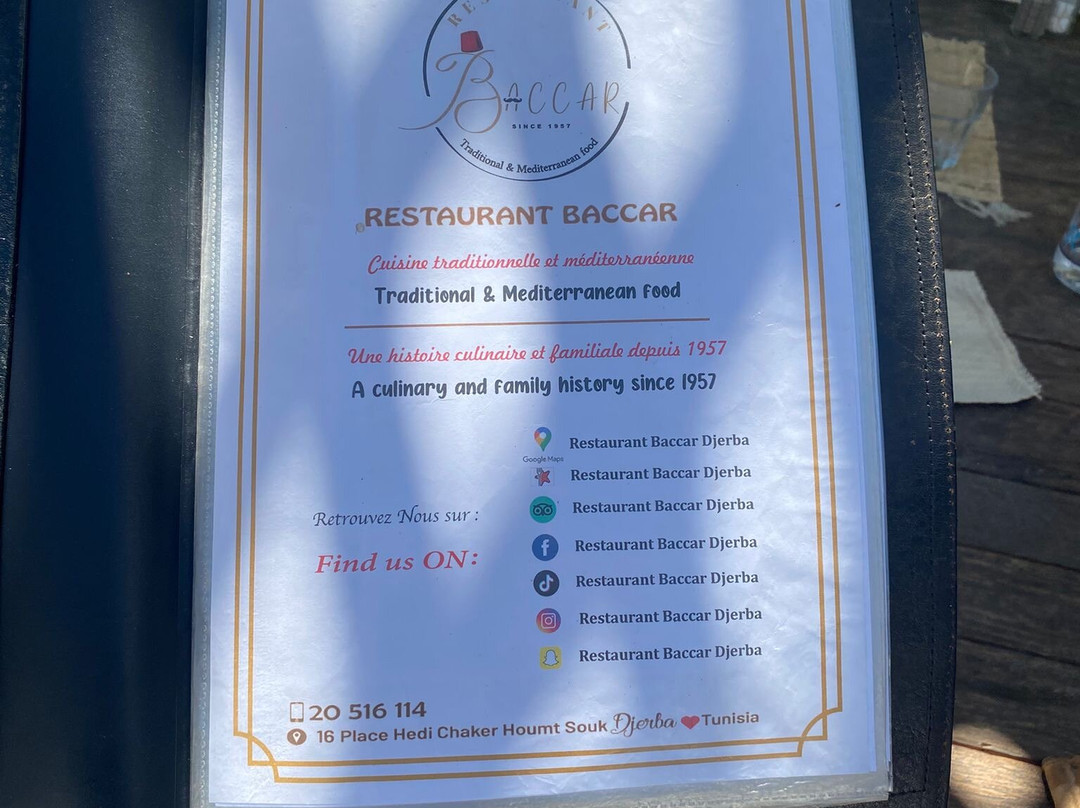 RESTAURANT
BACCAR
SINCE 1957
Traditional & Mediterranean food
RESTAURANT BACCAR
Cuisine traditionnelle et méditerranéenne
Traditional & Mediterranean food
Une histoire culinaire et familiale depuis 1957
A culinary and family history since 1957
Restaurant Baccar Djerba
Google Maps
Restaurant Baccar Djerba
Restaurant Baccar Djerba
Retrouvez Nous sur :
Restaurant Baccar Djerba
Find us ON:
Restaurant Baccar Djerba
Restaurant Baccar Djerba
Restaurant Baccar Djerba
20 516 114
16 Place Hedi Chaker Houmt Souk Djerba Tunisia